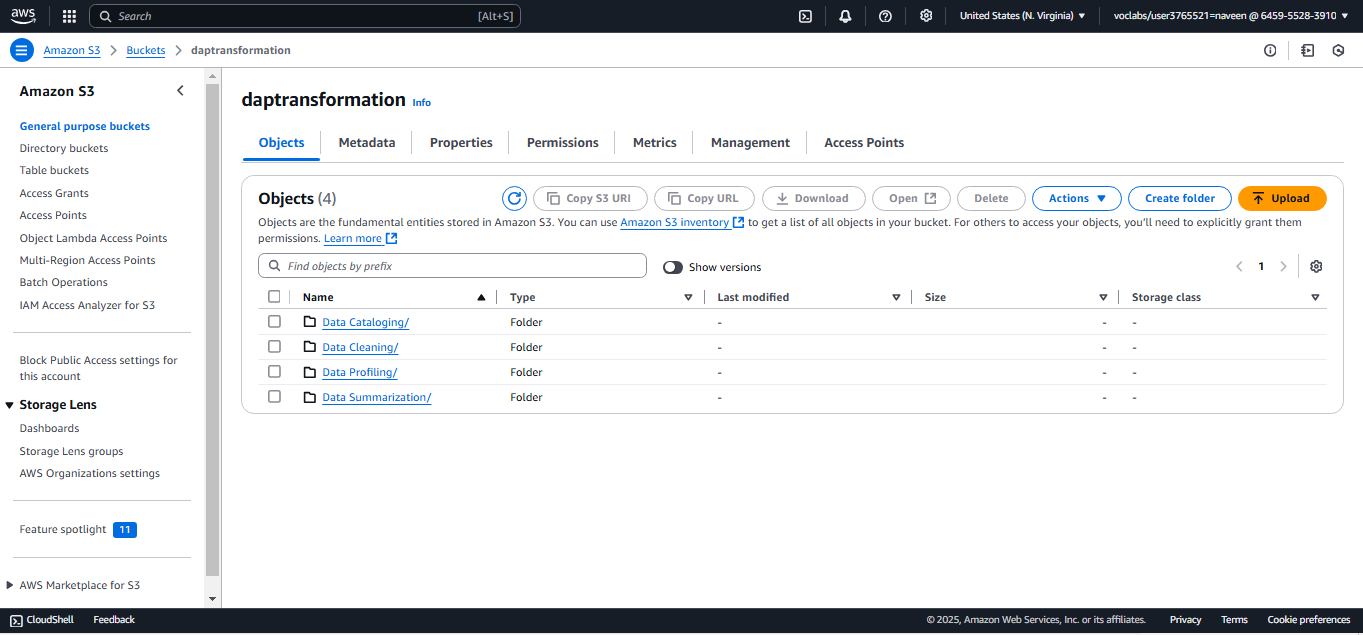 aws
Search [Alt+S]
United States (N. Virginia)
voclabs/user3765521=naveen @ 6459-5528-3910
Amazon S3
Buckets
daptransformation
Amazon S3
General purpose buckets
Directory buckets
Table buckets
Access Grants
Access Points
Object Lambda Access Points
Multi-Region Access Points
Batch Operations
IAM Access Analyzer for S3
Block Public Access settings for
this account
Storage Lens
Dashboards
Storage Lens groups
AWS Organizations settings
Feature spotlight 11
AWS Marketplace for S3
daptransformation Info
Objects Metadata Properties Permissions Metrics Management Access Points
Objects (4)
Copy S3 URI Copy URL Download Open Delete Actions Create folder Upload
Objects are the fundamental entities stored in Amazon S3. You can use Amazon S3 inventory to get a list of all objects in your bucket. For others to access your objects, you'll need to explicitly grant them
permissions. Learn more
Find objects by prefix
Show versions
1
Name Type Last modified Size Storage class
Data Cataloging/ Folder - - -
Data Cleaning/ Folder - - -
Data Profiling/ Folder - - -
Data Summarization/ Folder - - -
CloudShell Feedback
© 2025, Amazon Web Services, Inc. or its affiliates. Privacy Terms Cookie preferences